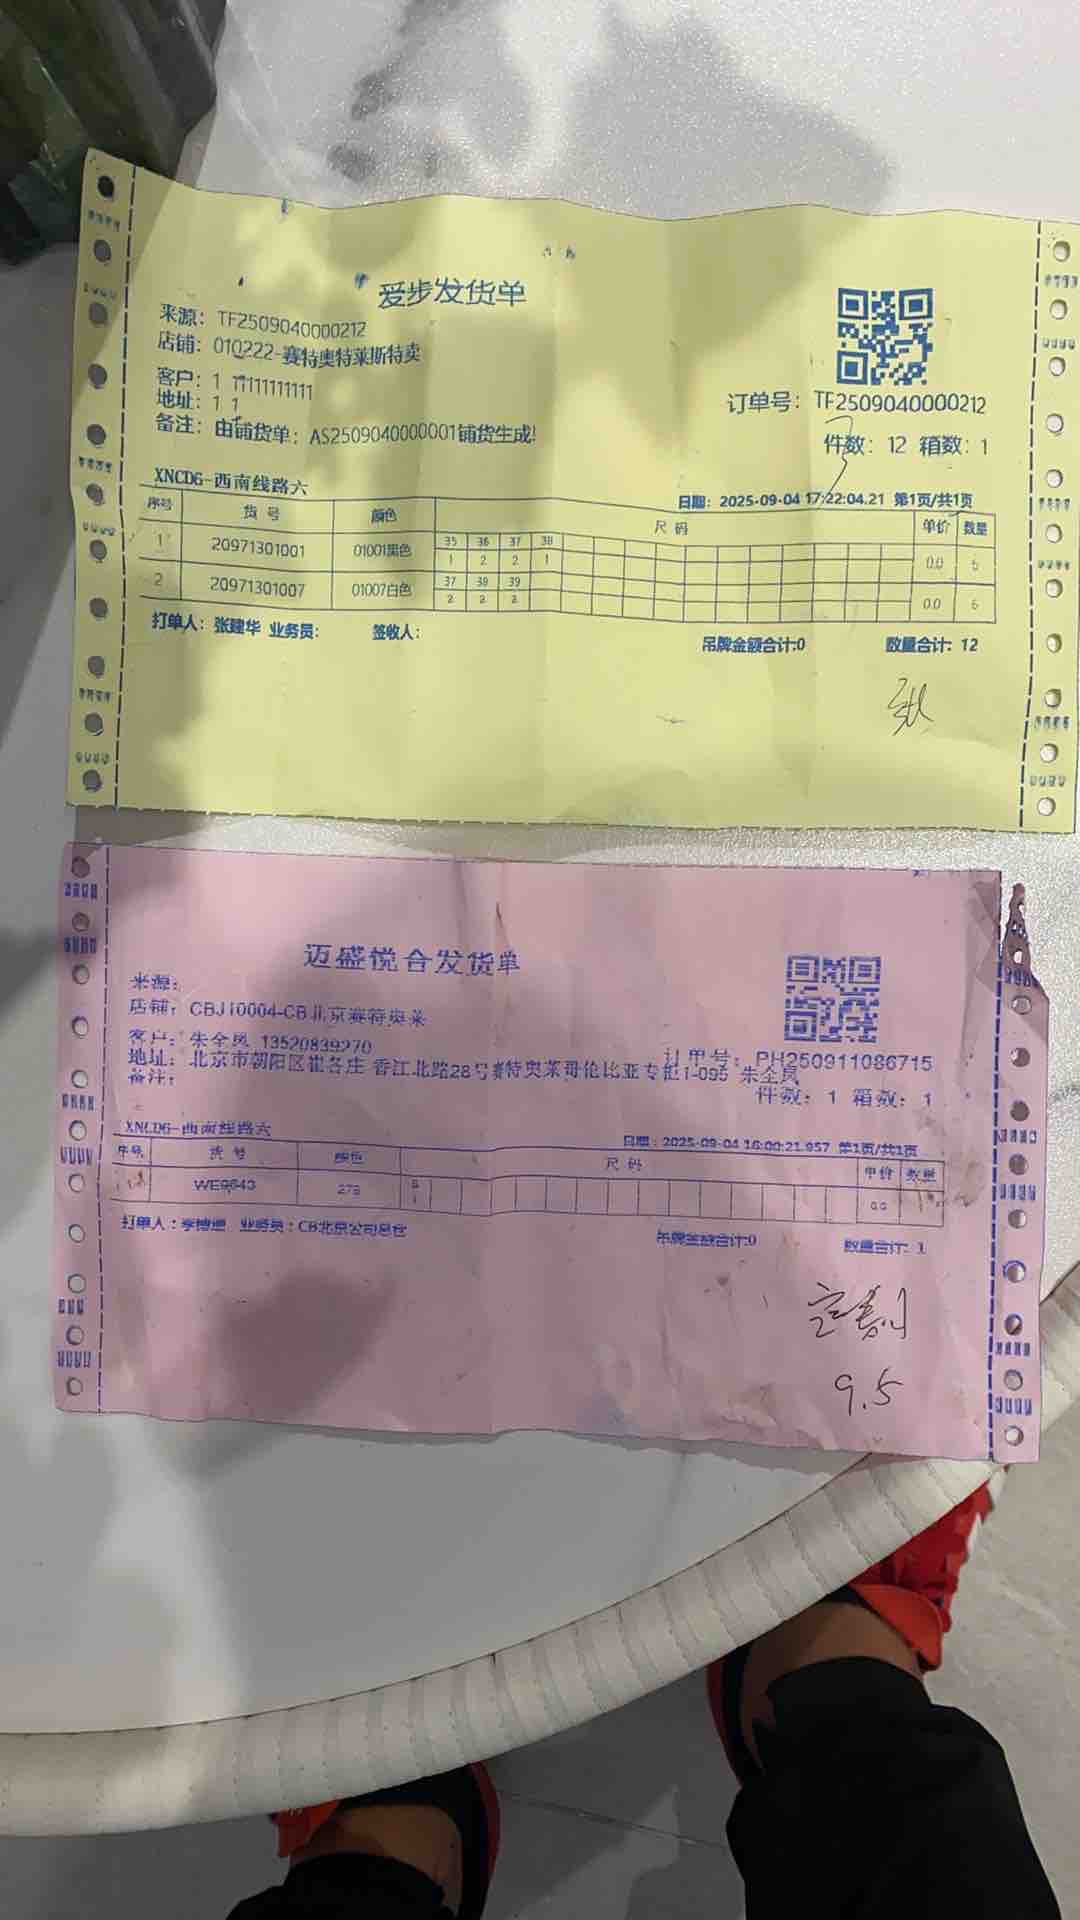 爱步发货单
来源：TF2509040000212
店铺：010222-赛特奥特莱斯特卖
客户：1 11111111111
地址：1 1
备注：由铺货单：AS2509040000001铺货生成!
订单号：TF2509040000212
件数：12 箱数：1
XNCD6-西南线路六
日期：2025-09-04 17:22:04.21 第1页/共1页
序号 货号 颜色 尺码 单价 数量
35 36 37 38
1 20971301001 01001黑色 1 2 2 1 0.0 6
37 38 39
2 20971301007 01007白色 2 2 2 0.0 6
打单人：张建华 业务员： 签收人： 吊牌金额合计:0 数量合计：12
迈盛悦合发货单
来源：
店铺：CBJ10004-CB北京赛特奥莱
客户：朱全凤 13520839270
订单号：PH250911086715
地址：北京市朝阳区崔各庄 香江北路28号赛特奥莱哥伦比亚专柜1-095 朱全凤
备注：
件数：1 箱数：1
XNCD6-西南线路六
日期：2025-09-04 16:00:21.957 第1页/共1页
序号 货号 颜色 尺码 单价 数量
WE9643 278 0.0
打单人：李 业务员：CB北京公司总仓 吊牌金额合计:0 数量合计：1
9.5